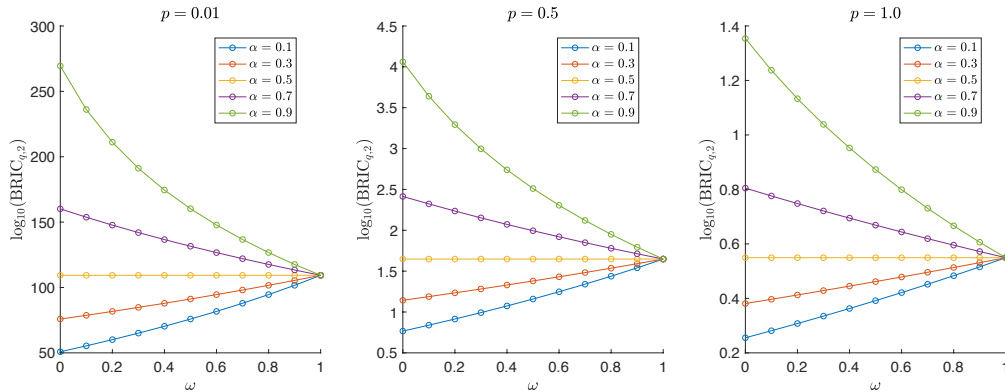 p = 0.01
log₁₀(BRIC_{q,2})
300
250
200
150
100
50
0 0.2 0.4 0.6 0.8 1
ω
α = 0.1
α = 0.3
α = 0.5
α = 0.7
α = 0.9
p = 0.5
log₁₀(BRIC_{q,2})
4.5
4
3.5
3
2.5
2
1.5
1
0.5
0 0.2 0.4 0.6 0.8 1
ω
α = 0.1
α = 0.3
α = 0.5
α = 0.7
α = 0.9
p = 1.0
log₁₀(BRIC_{q,2})
1.4
1.2
1
0.8
0.6
0.4
0.2
0 0.2 0.4 0.6 0.8 1
ω
α = 0.1
α = 0.3
α = 0.5
α = 0.7
α = 0.9